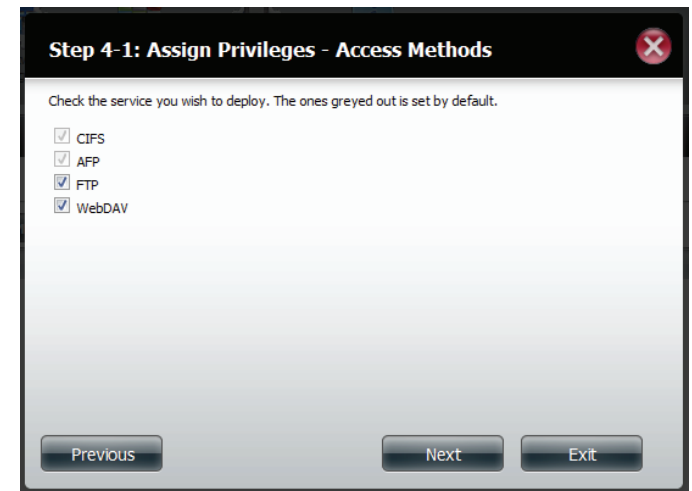 Step 4-1: Assign Privileges - Access Methods
Check the service you wish to deploy. The ones greyed out is set by default.
CIFS
AFP
FTP
WebDAV
Previous Next Exit